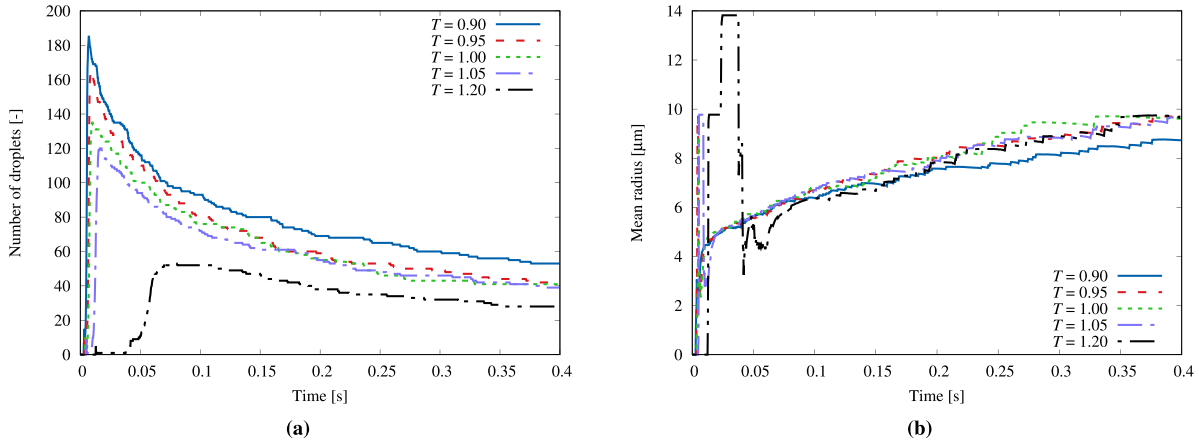 200
180
160
140
120
100
80
60
40
20
0
Number of droplets [-]
0 0.05 0.1 0.15 0.2 0.25 0.3 0.35 0.4
Time [s]
T = 0.90
T = 0.95
T = 1.00
T = 1.05
T = 1.20
(a)
14
12
10
8
6
4
2
0
Mean radius [µm]
0 0.05 0.1 0.15 0.2 0.25 0.3 0.35 0.4
Time [s]
T = 0.90
T = 0.95
T = 1.00
T = 1.05
T = 1.20
(b)